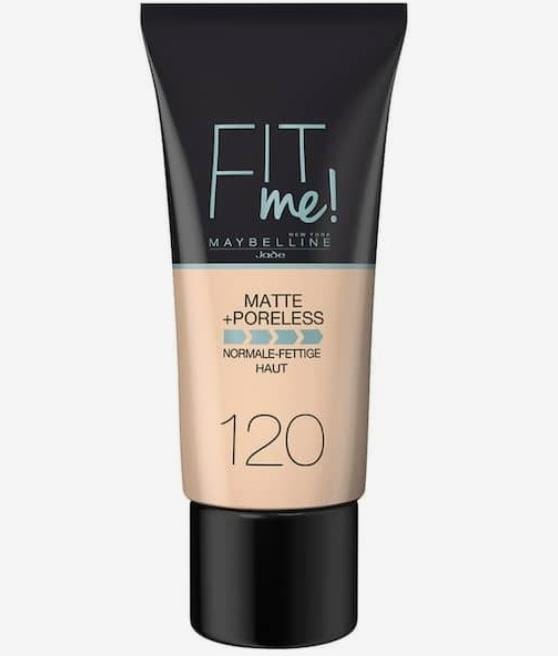 FIT
me!
NEW YORK
MAYBELLINE
Jade
MATTE
+PORELESS
NORMALE-FETTIGE
HAUT
120